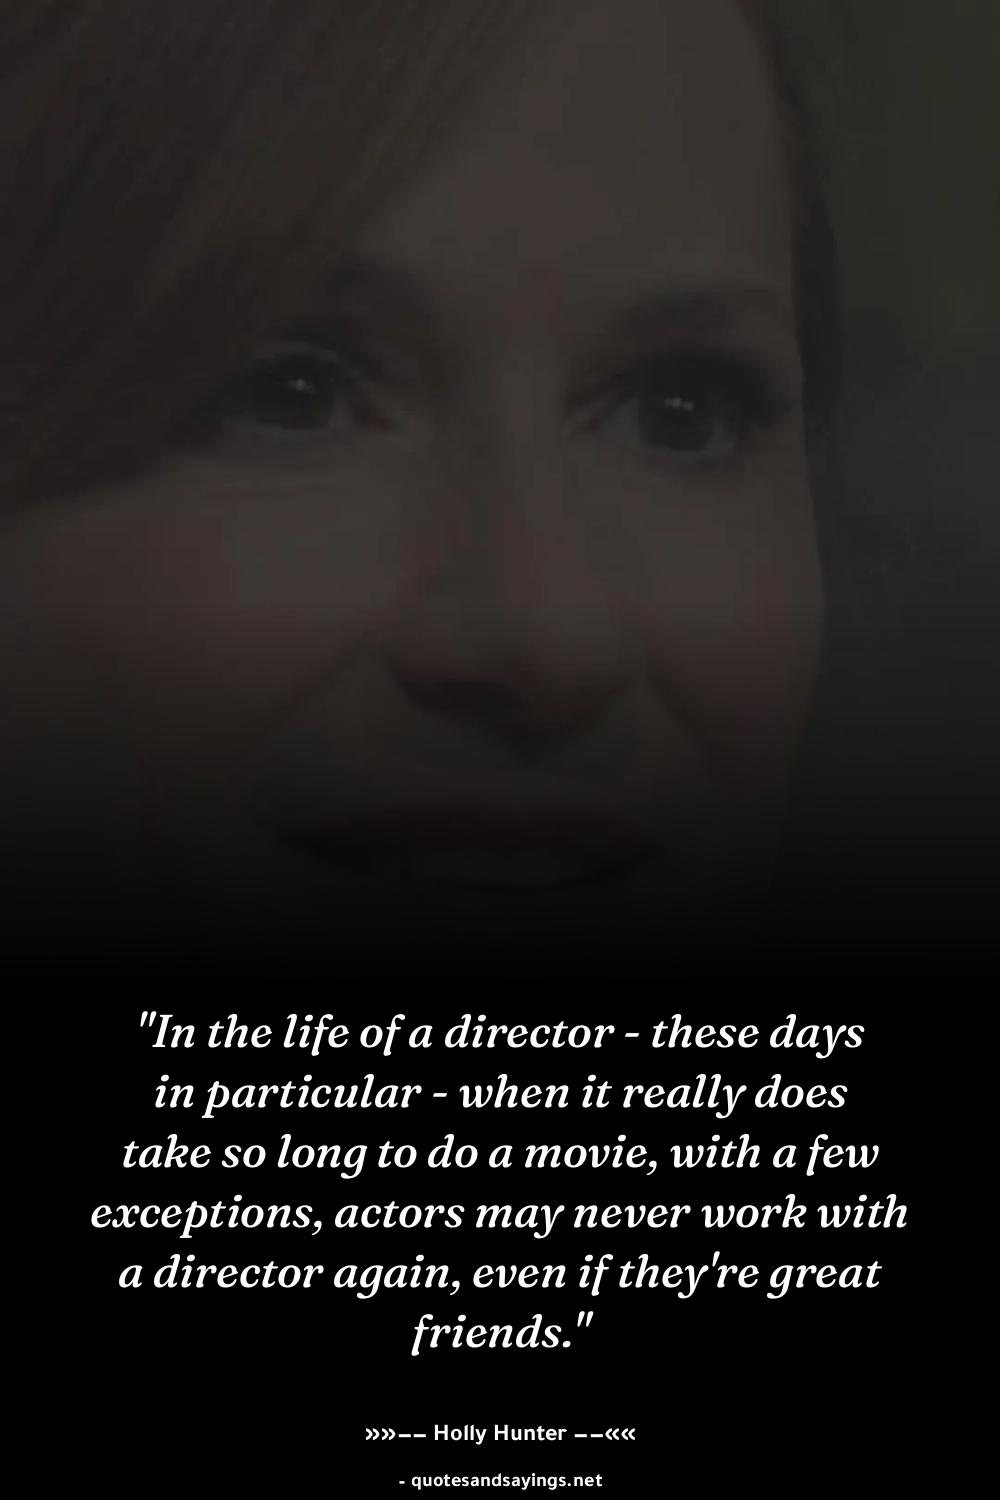 "In the life of a director - these days
in particular - when it really does
take so long to do a movie, with a few
exceptions, actors may never work with
a director again, even if they're great
friends."
»»–– Holly Hunter ––««
- quotesandsayings.net